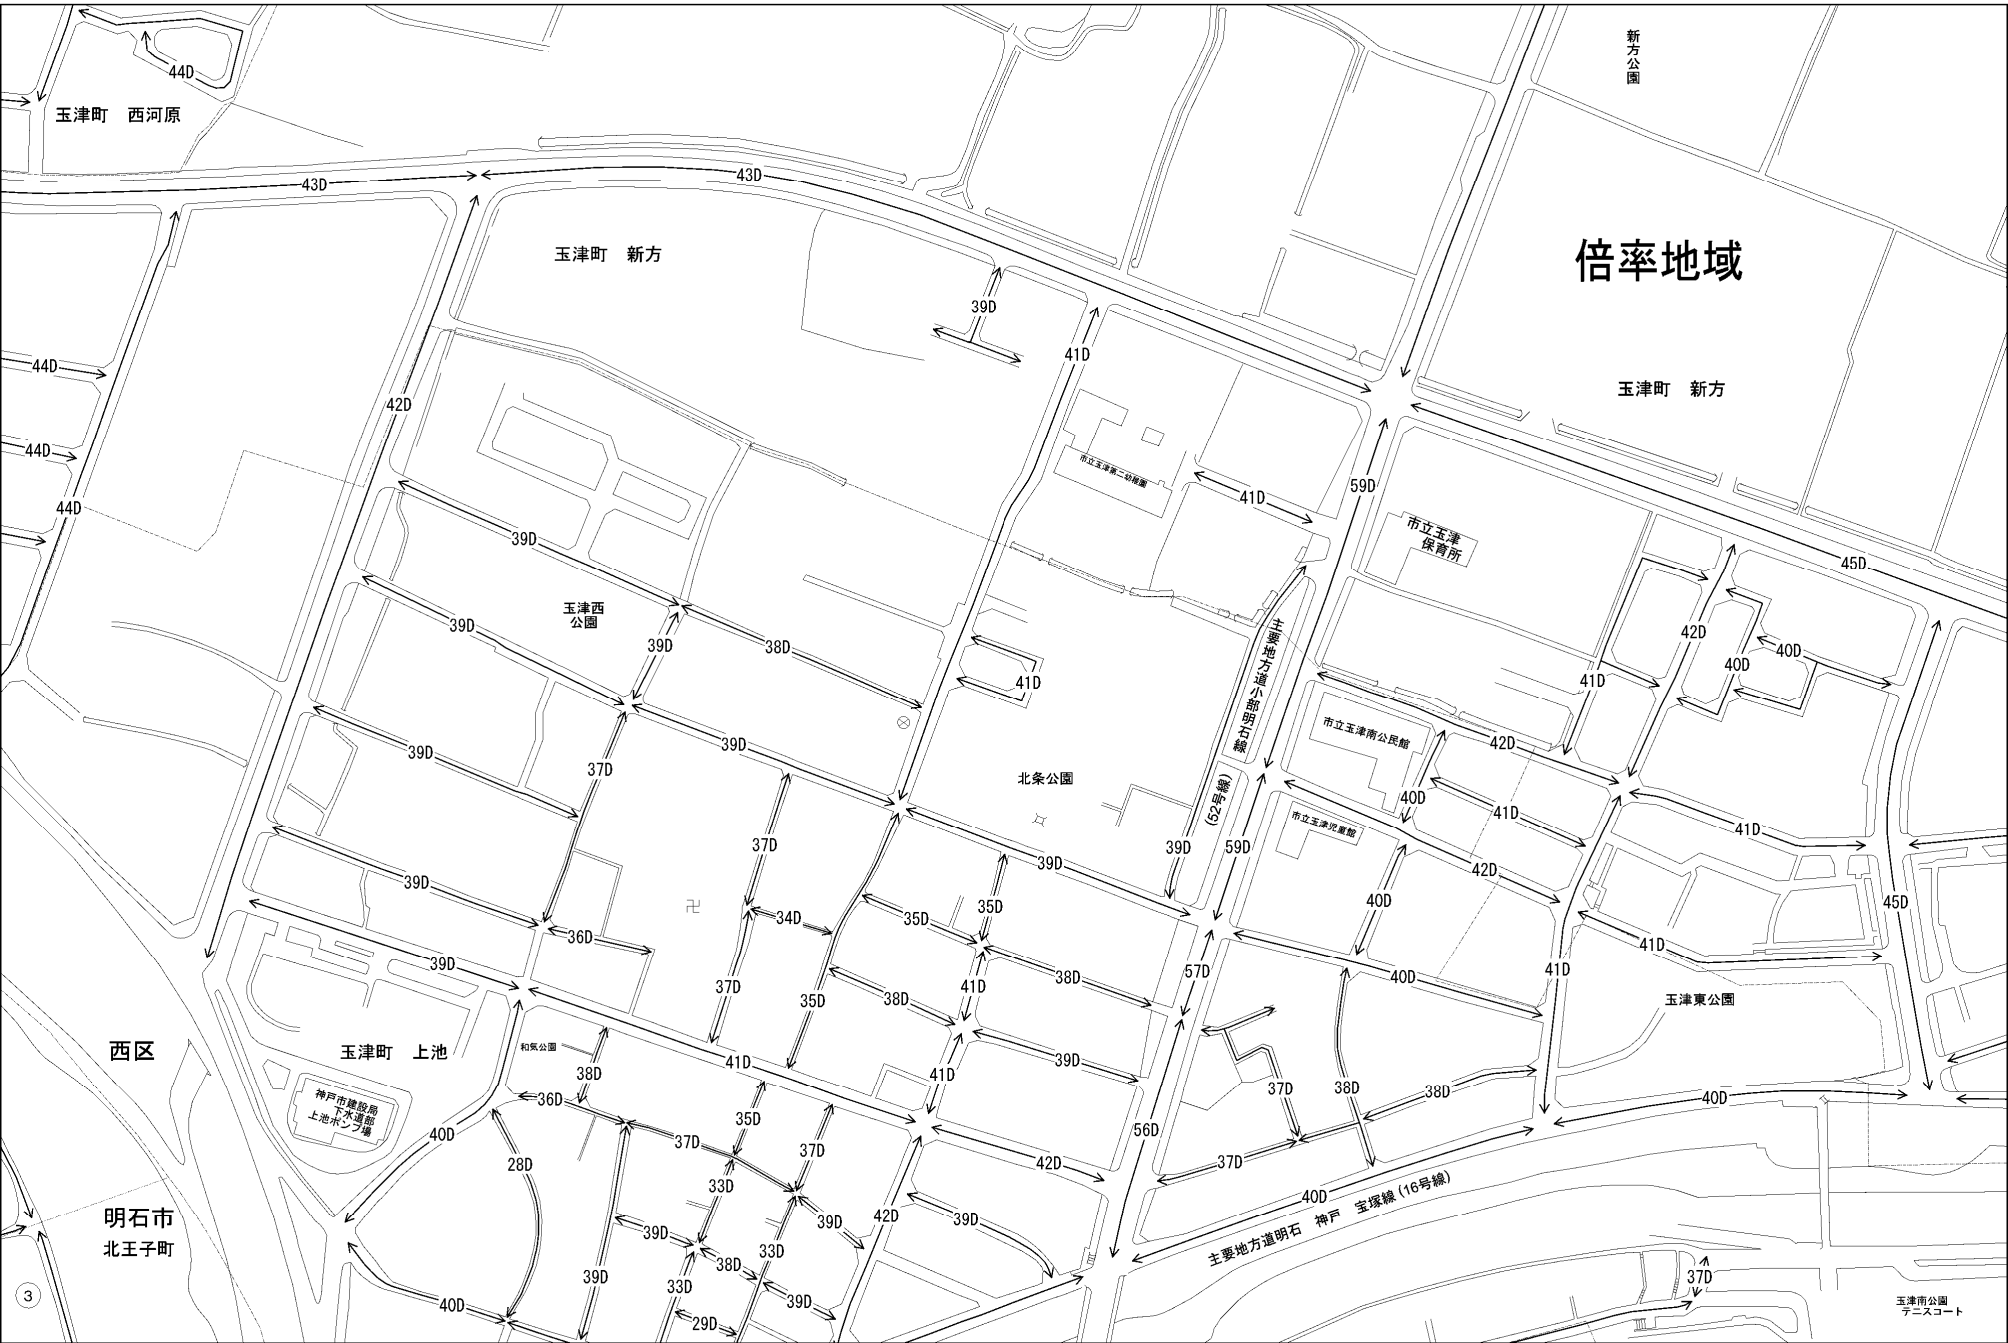 新方公園
44D
玉津町　西河原
43D
43D
玉津町　新方
倍率地域
39D
41D
44D
玉津町　新方
42D
44D
市立玉津第二幼稚園
59D
41D
44D
市立玉津
保育所
39D
45D
玉津西
公園
39D
39D
38D
主要地方道小部明石線
42D
40D
40D
41D
41D
市立玉津南公民館
39D
39D
42D
37D
北条公園
(52号線)
40D
41D
市立玉津児童館
41D
37D
39D
39D
59D
42D
39D
40D
45D
34D
35D
35D
36D
41D
39D
38D
57D
40D
41D
37D
41D
38D
35D
玉津東公園
西区
玉津町　上池
和気公園
41D
39D
38D
41D
37D
38D
38D
神戸市建設局
下水道部
上池ポンプ場
36D
35D
40D
40D
37D
37D
56D
28D
42D
37D
33D
40D
主要地方道明石　神戸　宝塚線(16号線)
明石市
39D
42D
39D
39D
北王子町
33D
38D
39D
33D
37D
3
40D
39D
29D
玉津南公園
テニスコート